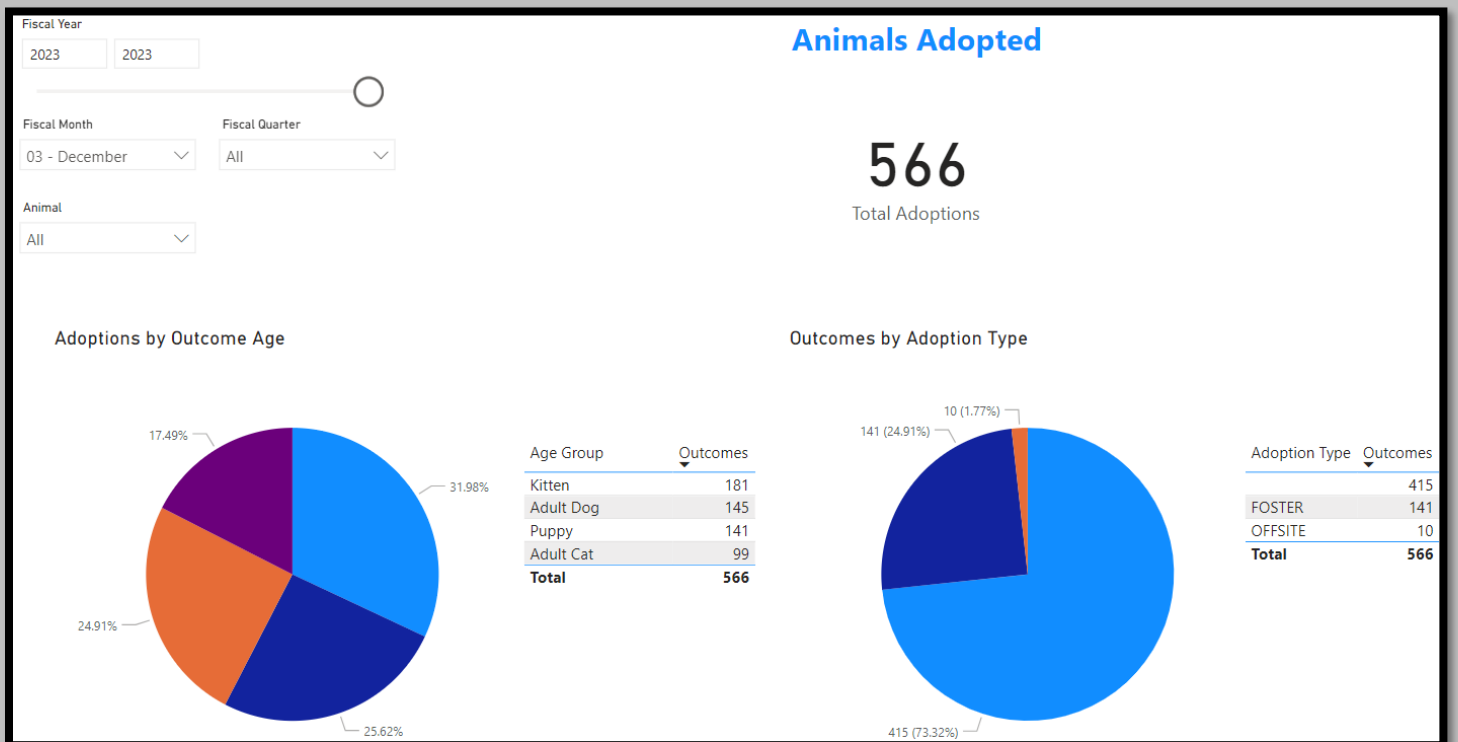 Fiscal Year
2023 2023
Animals Adopted
Fiscal Month Fiscal Quarter
03 - December All
566
Total Adoptions
Animal
All
Adoptions by Outcome Age
17.49%
31.98%
24.91%
25.62%
Age Group Outcomes
Kitten 181
Adult Dog 145
Puppy 141
Adult Cat 99
Total 566
Outcomes by Adoption Type
10 (1.77%)
141 (24.91%)
415 (73.32%)
Adoption Type Outcomes
415
FOSTER 141
OFFSITE 10
Total 566